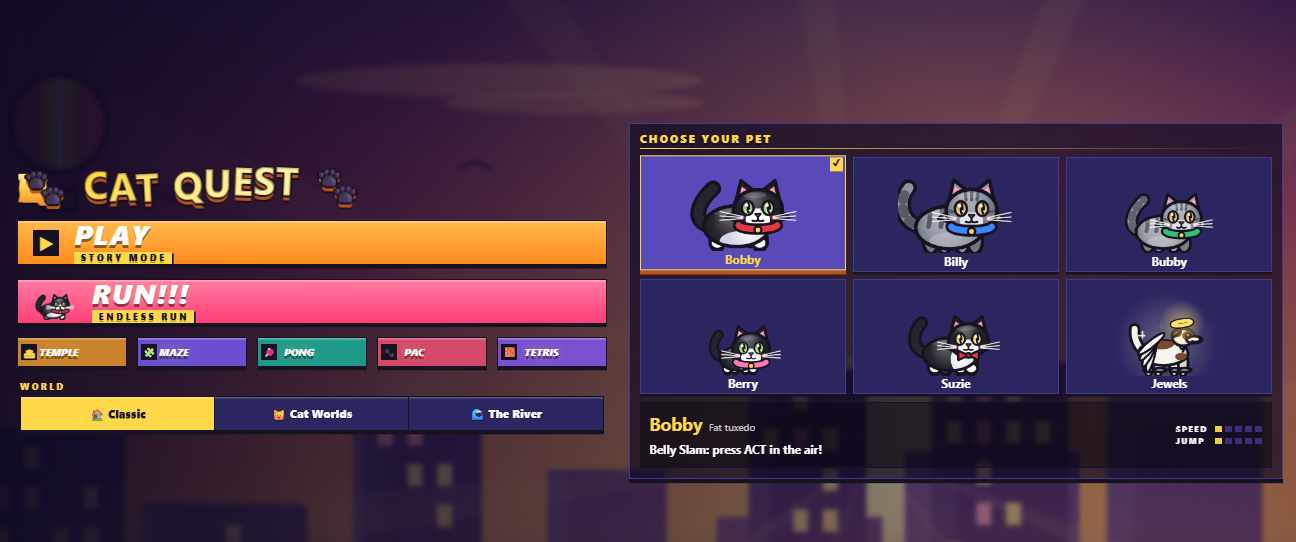 CAT QUEST
PLAY
STORY MODE
RUN!!!
ENDLESS RUN
TEMPLE
MAZE
PONG
PAC
TETRIS
WORLD
Classic
Cat Worlds
The River
CHOOSE YOUR PET
Bobby
Billy
Bubby
Berry
Suzie
Jewels
Bobby Fat tuxedo
Belly Slam: press ACT in the air!
SPEED
JUMP